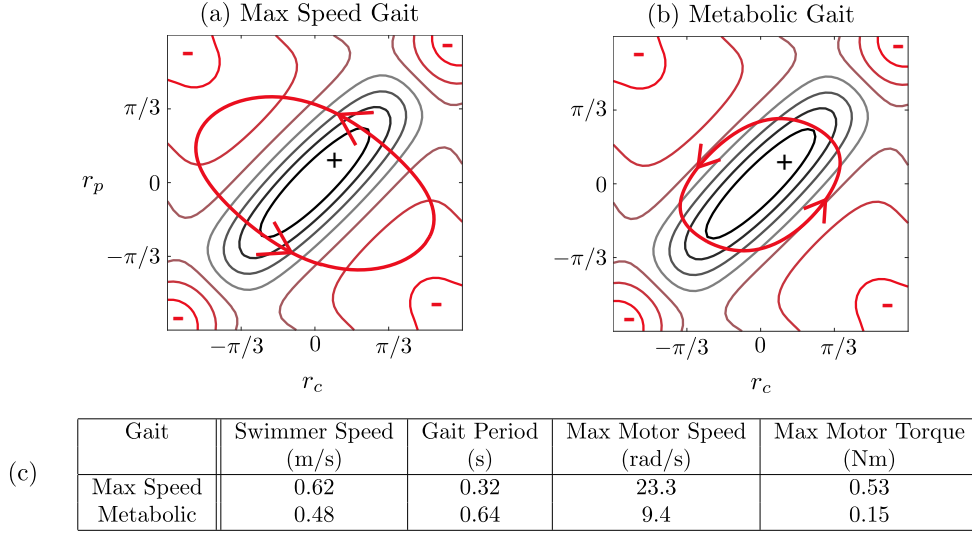 (a) Max Speed Gait
(b) Metabolic Gait
-
-
-
-
π/3
0
−π/3
r_p
+
-
-
-
-
π/3
0
−π/3
+
−π/3 0 π/3
r_c
−π/3 0 π/3
r_c
(c)
Gait Swimmer Speed Gait Period Max Motor Speed Max Motor Torque
(m/s) (s) (rad/s) (Nm)
Max Speed 0.62 0.32 23.3 0.53
Metabolic 0.48 0.64 9.4 0.15